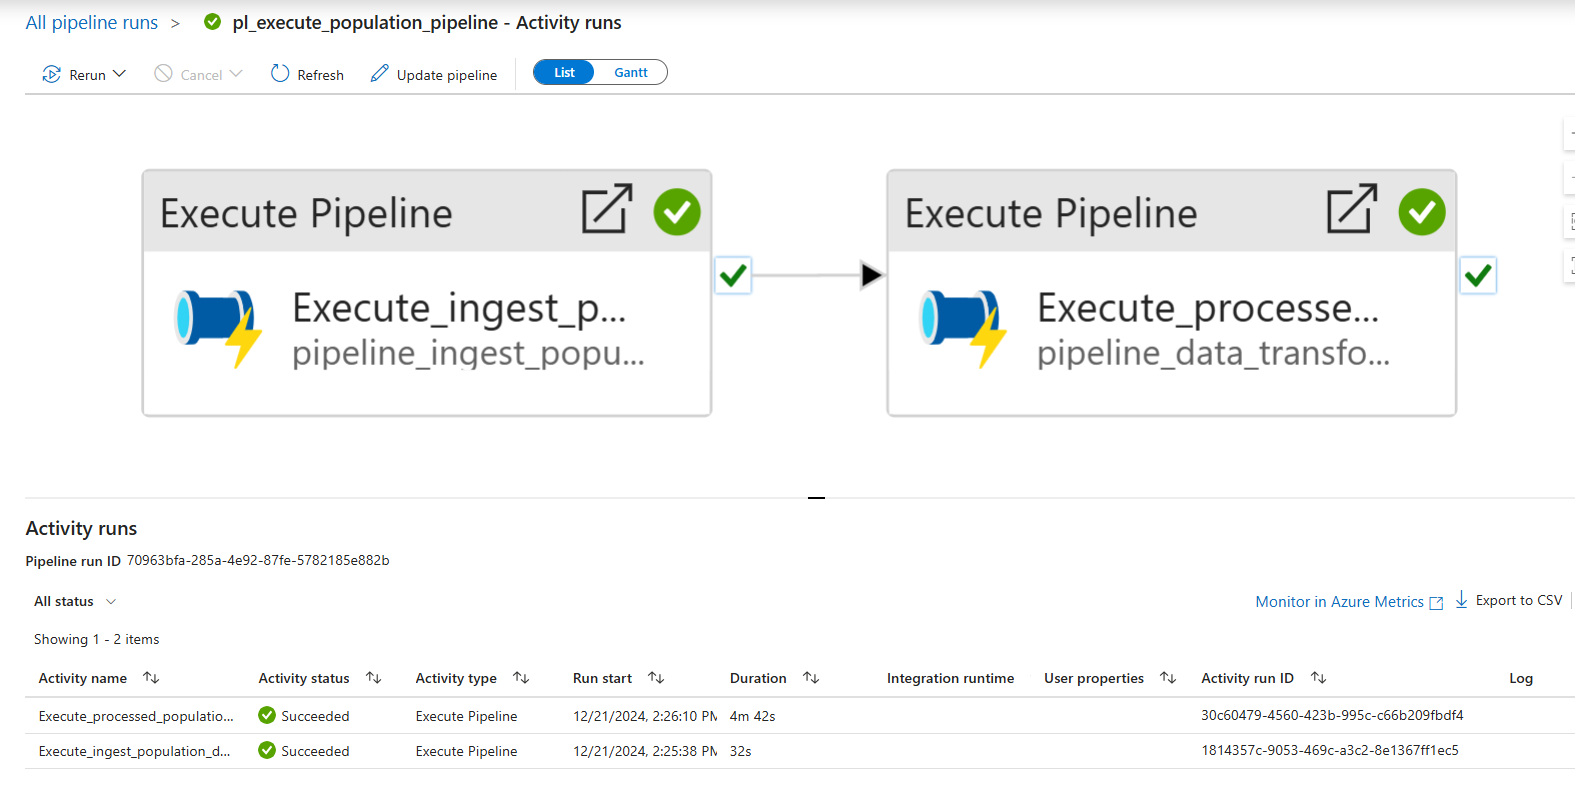 All pipeline runs > pl_execute_population_pipeline - Activity runs
Rerun Cancel Refresh Update pipeline List Gantt
Execute Pipeline
Execute_ingest_p...
pipeline_ingest_popu...
Execute Pipeline
Execute_processe...
pipeline_data_transfo...
Activity runs
Pipeline run ID 70963bfa-285a-4e92-87fe-5782185e882b
All status
Monitor in Azure Metrics Export to CSV
Showing 1 - 2 items
Activity name Activity status Activity type Run start Duration Integration runtime User properties Activity run ID Log
Execute_processed_populatio... Succeeded Execute Pipeline 12/21/2024, 2:26:10 PM 4m 42s 30c60479-4560-423b-995c-c66b209fbdf4
Execute_ingest_population_d... Succeeded Execute Pipeline 12/21/2024, 2:25:38 PM 32s 1814357c-9053-469c-a3c2-8e1367ff1ec5